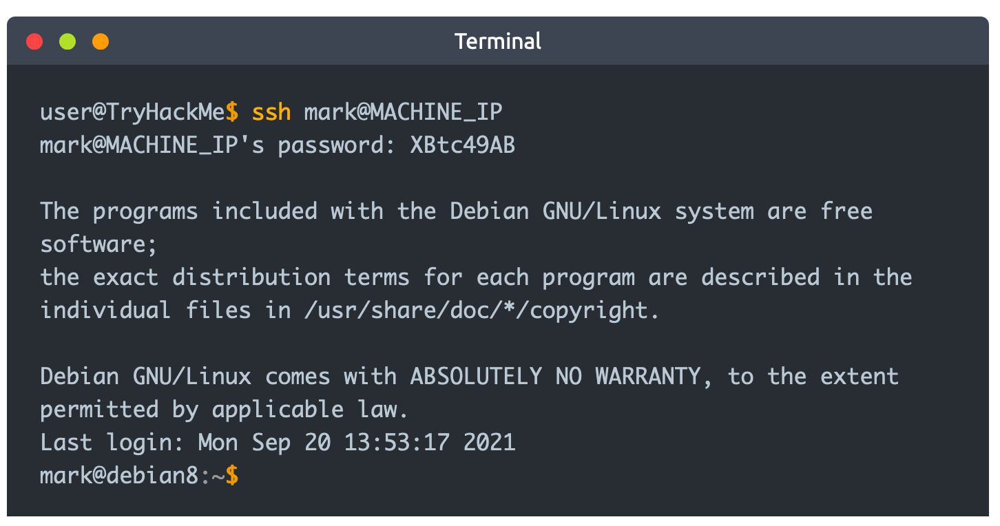 Terminal
user@TryHackMe$ ssh mark@MACHINE_IP
mark@MACHINE_IP's password: XBtc49AB
The programs included with the Debian GNU/Linux system are free
software;
the exact distribution terms for each program are described in the
individual files in /usr/share/doc/*/copyright.
Debian GNU/Linux comes with ABSOLUTELY NO WARRANTY, to the extent
permitted by applicable law.
Last login: Mon Sep 20 13:53:17 2021
mark@debian8:~$